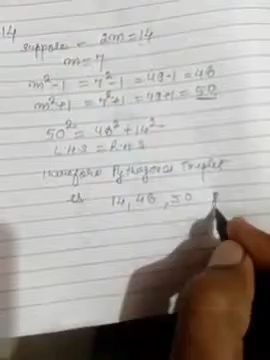 14
suppose = 2m=14
m=7
m²-1 = 7²-1 = 49-1 = 48
m²+1 = 7²+1 = 49+1 = 50
50² = 48² + 14²
L.H.S = R.H.S
Therefore Pythagoras Triplet
is 14, 48, 50